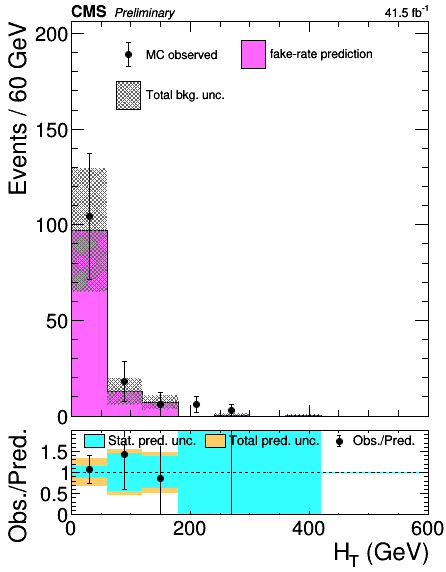 CMS Preliminary 41.5 fb⁻¹
Events / 60 GeV
200
150
100
50
0
MC observed
fake-rate prediction
Total bkg. unc.
Obs./Pred.
1.5
1
0.5
0
Stat. pred. unc. Total pred. unc. Obs./Pred.
0 200 400 600
H_T (GeV)